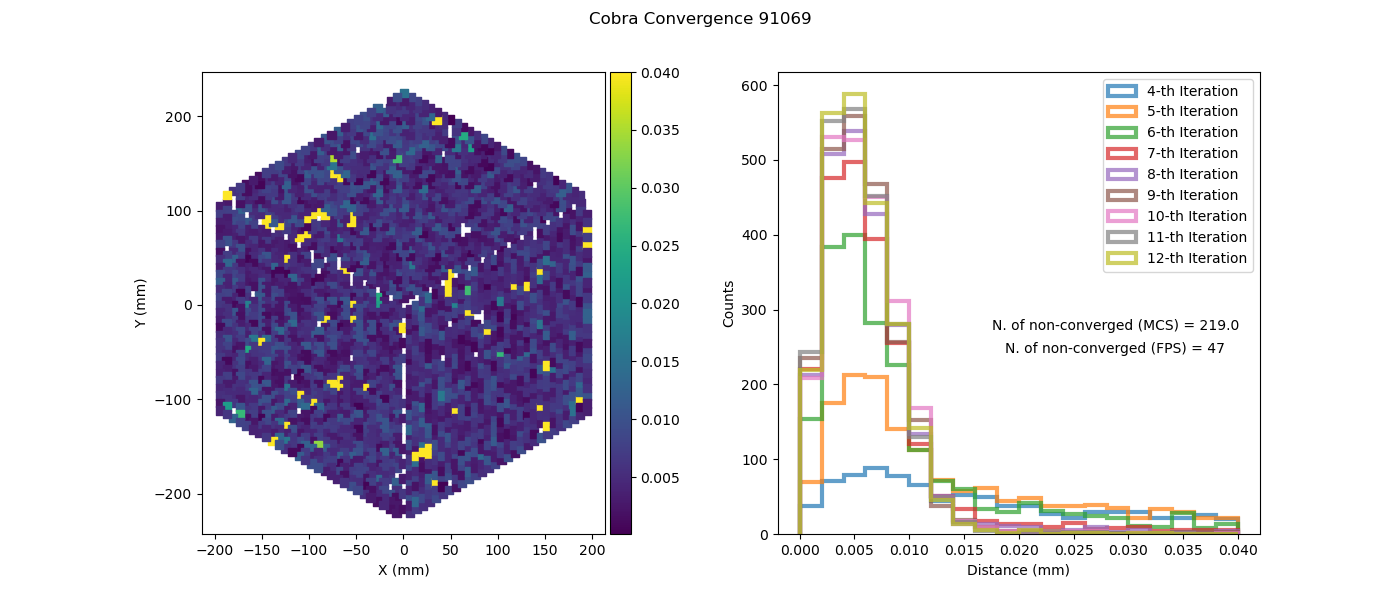 Cobra Convergence 91069
200
100
0
−100
−200
Y (mm)
−200
−150
−100
−50
0
50
100
150
200
X (mm)
0.040
0.035
0.030
0.025
0.020
0.015
0.010
0.005
600
500
400
300
200
100
0
Counts
0.000
0.005
0.010
0.015
0.020
0.025
0.030
0.035
0.040
Distance (mm)
4-th Iteration
5-th Iteration
6-th Iteration
7-th Iteration
8-th Iteration
9-th Iteration
10-th Iteration
11-th Iteration
12-th Iteration
N. of non-converged (MCS) = 219.0
N. of non-converged (FPS) = 47